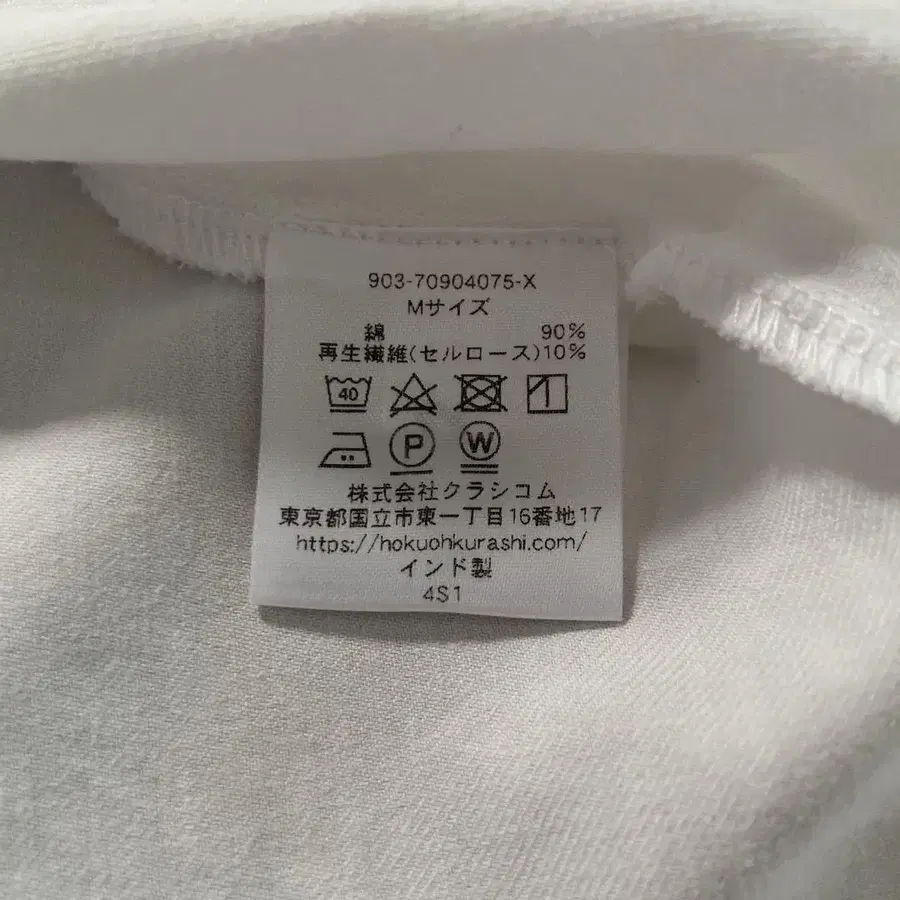 903-70904075-X
Mサイズ
綿 90%
再生繊維(セルロース)10%
40
P W
株式会社クラシコム
東京都国立市東一丁目16番地17
https://hokuohkurashi.com/
インド製
4S1